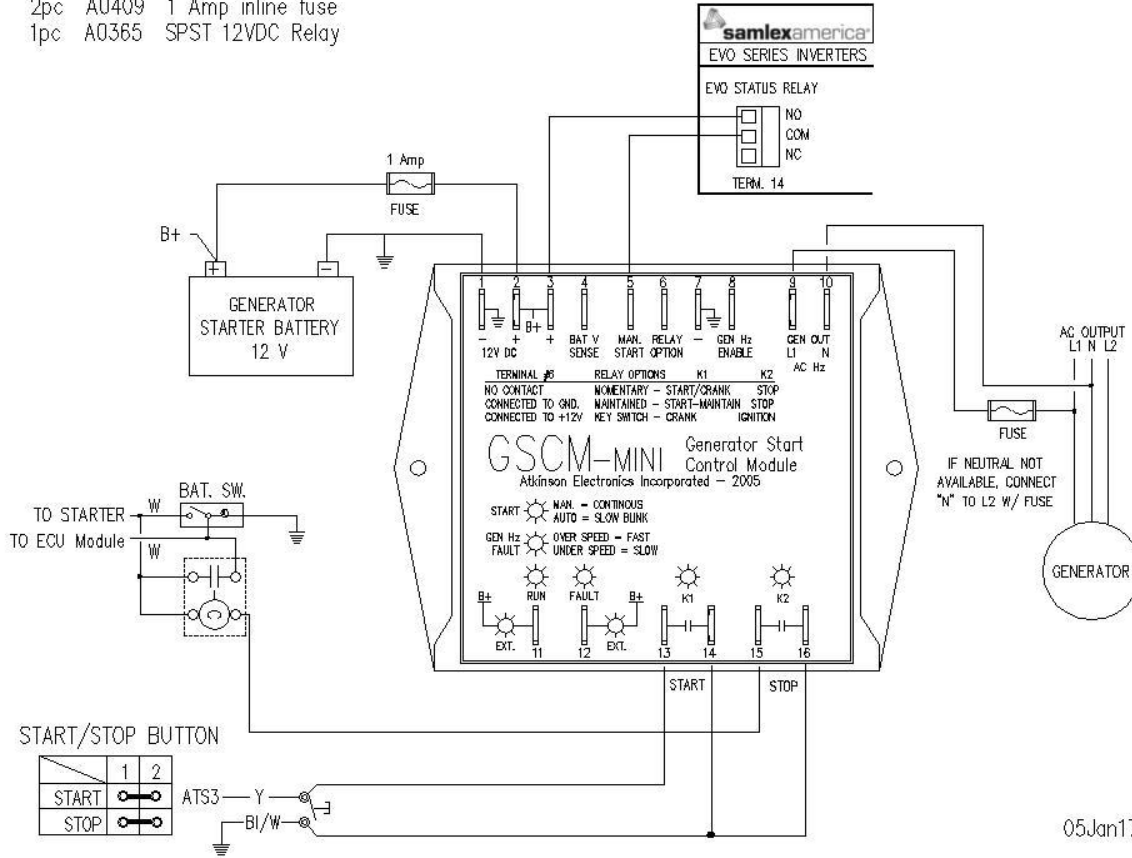 2pc A0409 1 Amp inline fuse
1pc A0365 SPST 12VDC Relay
samlexamerica
EVO SERIES INVERTERS
EVO STATUS RELAY
NO
COM
NC
TERM. 14
1 Amp
FUSE
B+
+ −
GENERATOR
STARTER BATTERY
12 V
1 2 3 4 5 6 7 8 9 10
B+
− + + BAT V MAN. RELAY − GEN Hz GEN OUT
12V DC SENSE START OPTION ENABLE L1 N
AC Hz
TERMINAL #6 RELAY OPTIONS K1 K2
NO CONTACT MOMENTARY – START/CRANK STOP
CONNECTED TO GND. MAINTAINED – START-MAINTAIN STOP
CONNECTED TO +12V KEY SWITCH – CRANK IGNITION
GSCM-MINI Generator Start
Control Module
Atkinson Electronics Incorporated – 2005
START MAN. = CONTINOUS
AUTO = SLOW BLINK
GEN Hz OVER SPEED = FAST
FAULT UNDER SPEED = SLOW
RUN FAULT K1 K2
B+ B+
EXT. 11 12 EXT. 13 14 15 16
START STOP
AC OUTPUT
L1 N L2
FUSE
IF NEUTRAL NOT
AVAILABLE, CONNECT
"N" TO L2 W/ FUSE
GENERATOR
BAT. SW.
TO STARTER W
TO ECU Module
W
C
START/STOP BUTTON
1 2
START
STOP
ATS3 Y
Bl/W
05Jan17